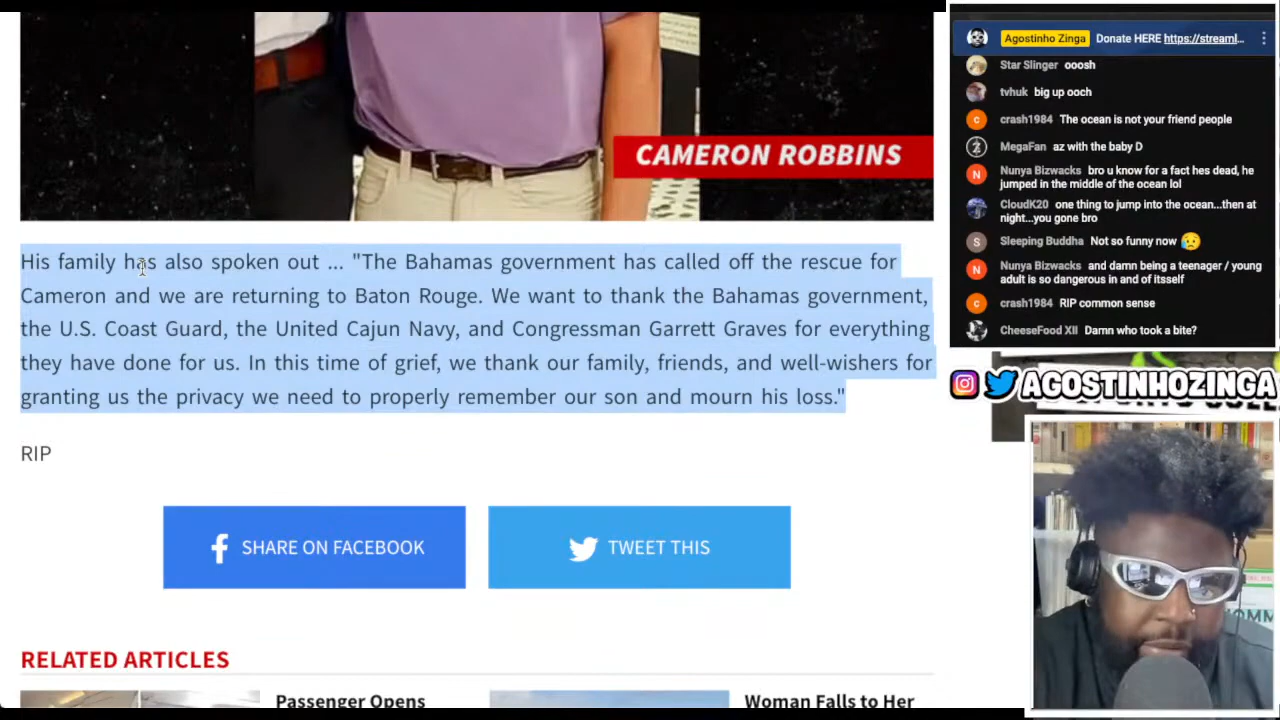 CAMERON ROBBINS
His family has also spoken out ... "The Bahamas government has called off the rescue for
Cameron and we are returning to Baton Rouge. We want to thank the Bahamas government,
the U.S. Coast Guard, the United Cajun Navy, and Congressman Garrett Graves for everything
they have done for us. In this time of grief, we thank our family, friends, and well-wishers for
granting us the privacy we need to properly remember our son and mourn his loss."
RIP
SHARE ON FACEBOOK
TWEET THIS
RELATED ARTICLES
Passenger Opens
Woman Falls to Her
Agostinho Zinga Donate HERE https://streaml...
Star Slinger ooosh
tvhuk big up ooch
crash1984 The ocean is not your friend people
MegaFan az with the baby D
Nunya Bizwacks bro u know for a fact hes dead, he
jumped in the middle of the ocean lol
CloudK20 one thing to jump into the ocean...then at
night...you gone bro
Sleeping Buddha Not so funny now 😥
Nunya Bizwacks and damn being a teenager / young
adult is so dangerous in and of itsself
crash1984 RIP common sense
CheeseFood XII Damn who took a bite?
AGOSTINHOZINGA